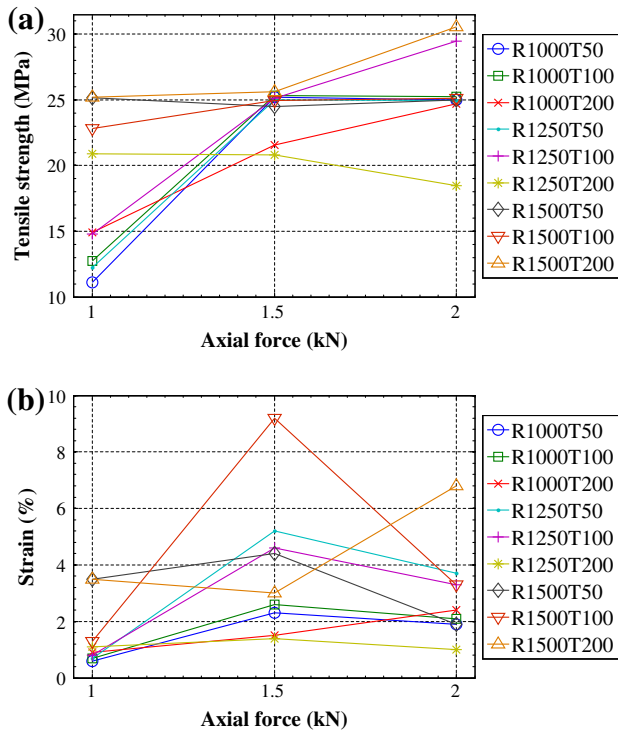 (a)
Tensile strength (MPa)
30
25
20
15
10
1
1.5
2
Axial force (kN)
R1000T50
R1000T100
R1000T200
R1250T50
R1250T100
R1250T200
R1500T50
R1500T100
R1500T200
(b)
Strain (%)
10
8
6
4
2
0
1
1.5
2
Axial force (kN)
R1000T50
R1000T100
R1000T200
R1250T50
R1250T100
R1250T200
R1500T50
R1500T100
R1500T200